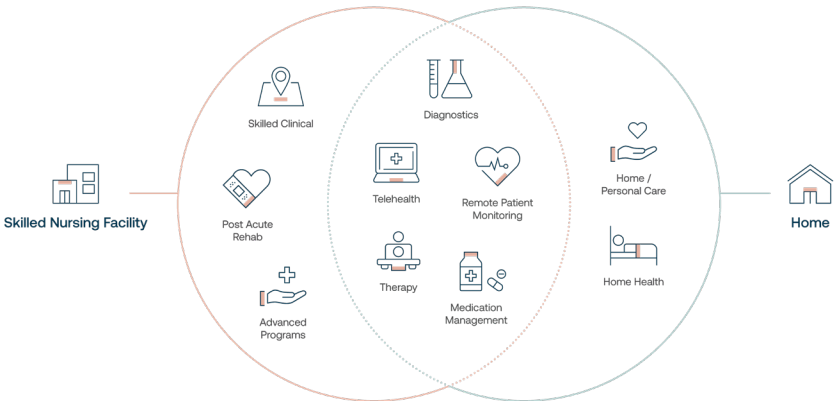 Skilled Nursing Facility
Skilled Clinical
Post Acute
Rehab
Advanced
Programs
Diagnostics
Telehealth
Remote Patient
Monitoring
Therapy
Medication
Management
Home /
Personal Care
Home Health
Home